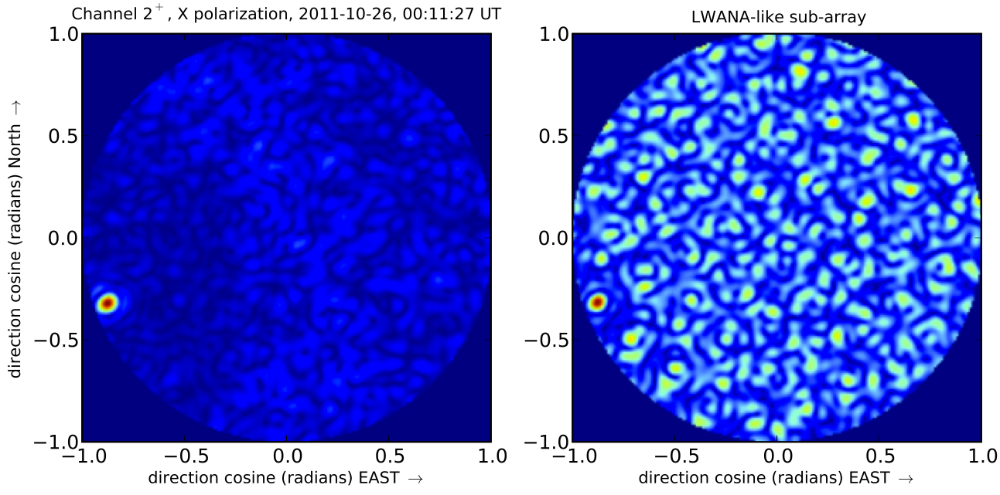 Channel 2⁺, X polarization, 2011-10-26, 00:11:27 UT
direction cosine (radians) North →
1.0
0.5
0.0
−0.5
−1.0
−1.0 −0.5 0.0 0.5 1.0
direction cosine (radians) EAST →
LWANA-like sub-array
1.0
0.5
0.0
−0.5
−1.0
−1.0 −0.5 0.0 0.5 1.0
direction cosine (radians) EAST →